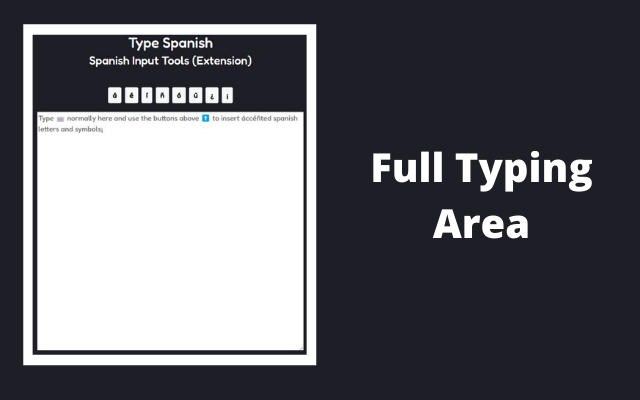 Type Spanish
Spanish Input Tools (Extension)
á é í ñ ó ú ¿ ¡
Type ⌨ normally here and use the buttons above ⬆ to insert áccéñted spanish
letters and symbols¡
Full Typing
Area